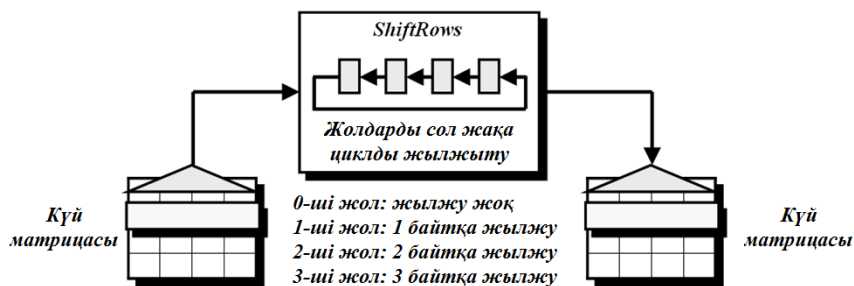 ShiftRows
Жолдарды сол жақа
циклды жылжыту
Күй
матрицасы
0-ші жол: жылжу жоқ
1-ші жол: 1 байтқа жылжу
2-ші жол: 2 байтқа жылжу
3-ші жол: 3 байтқа жылжу
Күй
матрицасы